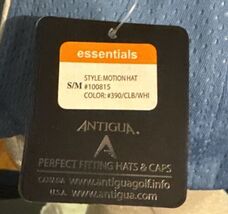 essentials
STYLE: MOTION HAT
S/M #100815
COLOR: #390/CLB/WHI
ANTIGUA.
PERFECT FITTING HATS & CAPS
CANADA www.antiguagolf.info
U.S.A. www.antigua.com